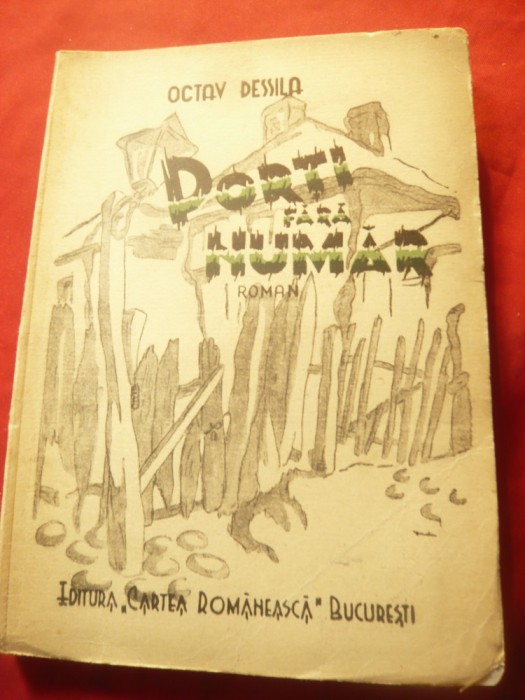 OCTAV DESSILA
PORȚI
FĂRĂ
NUMĂR
ROMAN
EDITURA „CARTEA ROMÂNEASCĂ” BUCUREȘTI